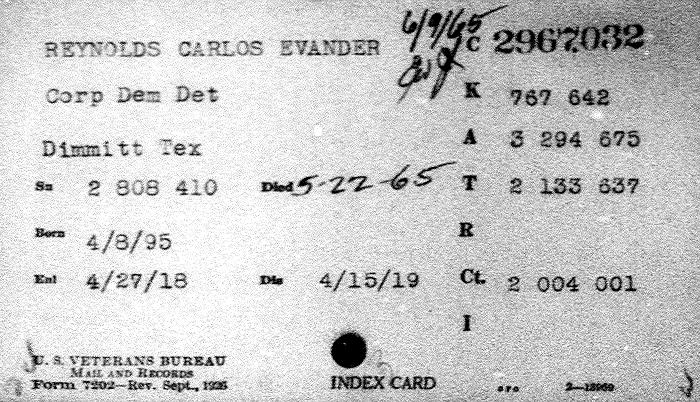 6/9/65
REYNOLDS CARLOS EVANDER C 2967032
Corp Dem Det K 767 642
Dimmitt Tex A 3 294 675
Sn 2 808 410 Died 5-22-65 T 2 133 637
Born 4/8/95 R
Enl 4/27/18 Dis 4/15/19 Ct. 2 004 001
I
U. S. VETERANS BUREAU
MAIL AND RECORDS
Form 7202—Rev. Sept., 1926 INDEX CARD GPO